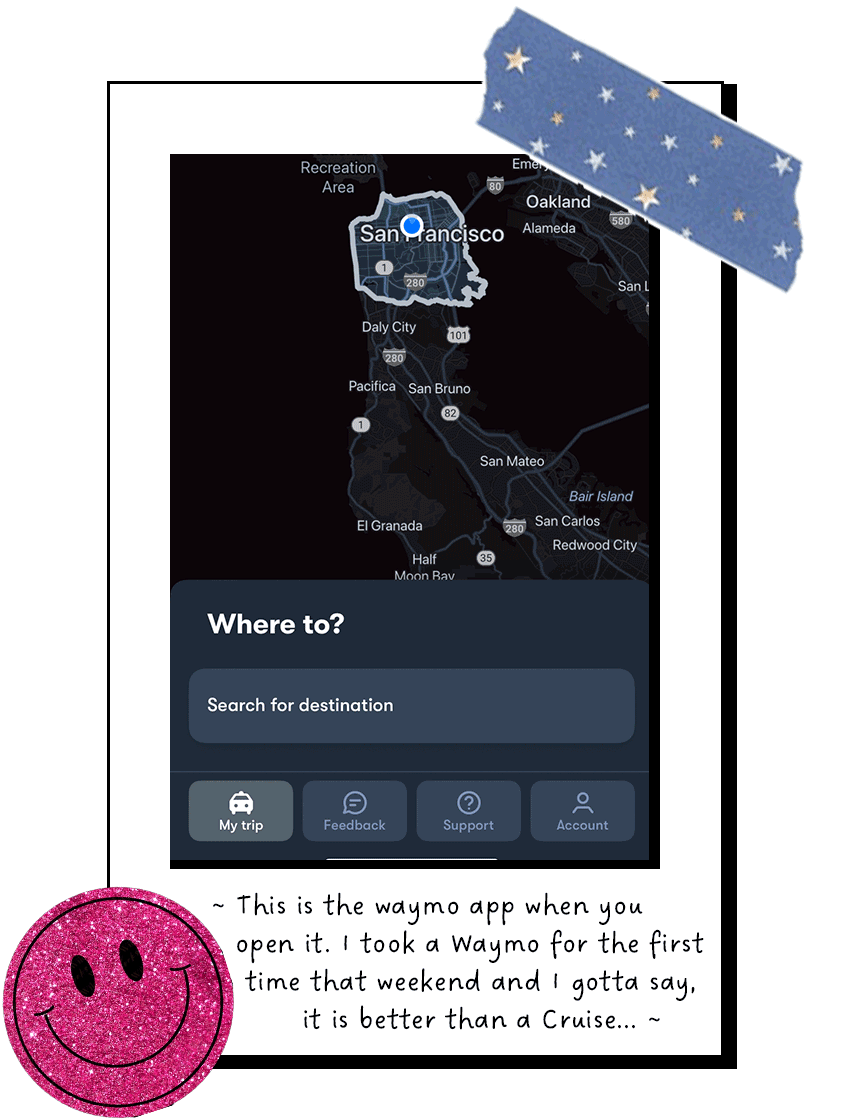 Recreation
Area
Emery
80
Oakland
580
San Francisco
Alameda
1
280
San L
Daly City
101
280
Pacifica
San Bruno
82
1
San Mateo
Bair Island
El Granada
280
San Carlos
Redwood City
Half
35
Moon Bay
Where to?
Search for destination
My trip
Feedback
Support
Account
~ This is the waymo app when you
open it. I took a Waymo for the first
time that weekend and I gotta say,
it is better than a Cruise... ~